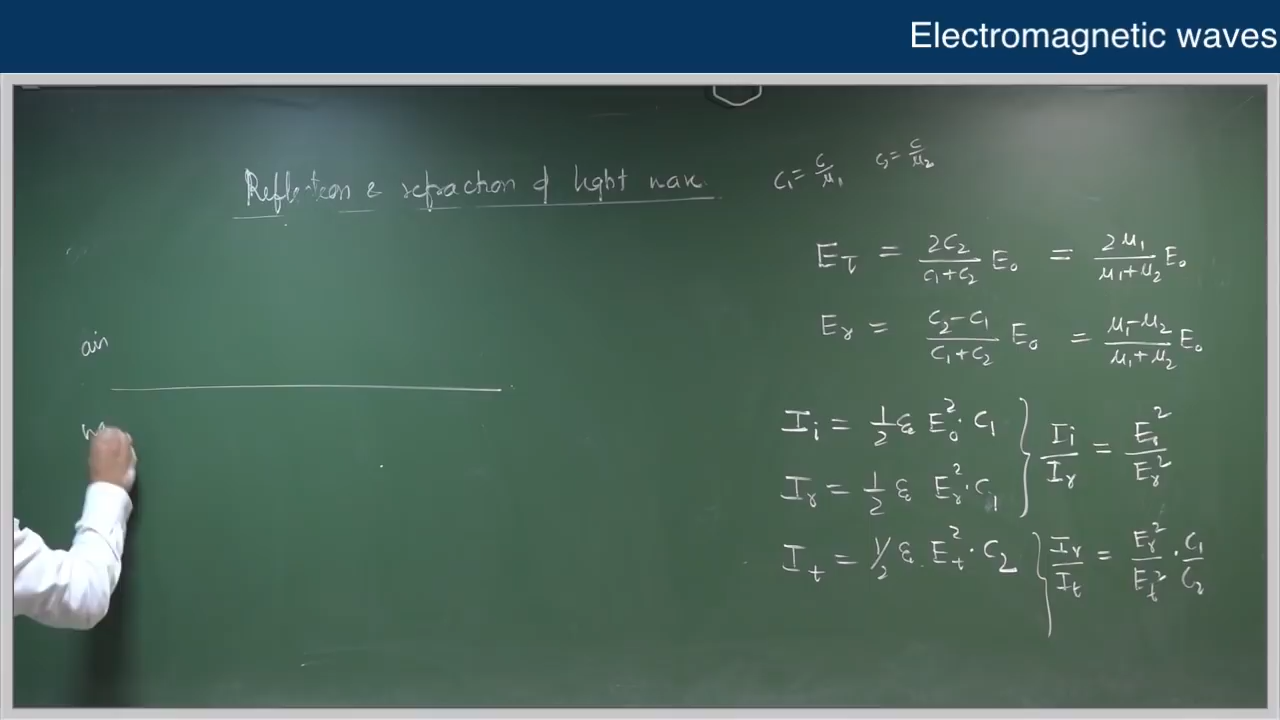 Electromagnetic waves
Reflection & refraction of light wave.
C₁ = C/μ₁ C₂ = C/μ₂
E_T = 2C₂/(C₁+C₂) E₀ = 2μ₁/(μ₁+μ₂) E₀
E_r = (C₂-C₁)/(C₁+C₂) E₀ = (μ₁-μ₂)/(μ₁+μ₂) E₀
air
I_i = 1/2 ε E₀²·C₁
I_r = 1/2 ε E_r²·C₁ } I_i/I_r = E_i²/E_r²
I_t = 1/2 ε E_t²·C₂ } I_r/I_t = E_r²/E_t² · C₁/C₂